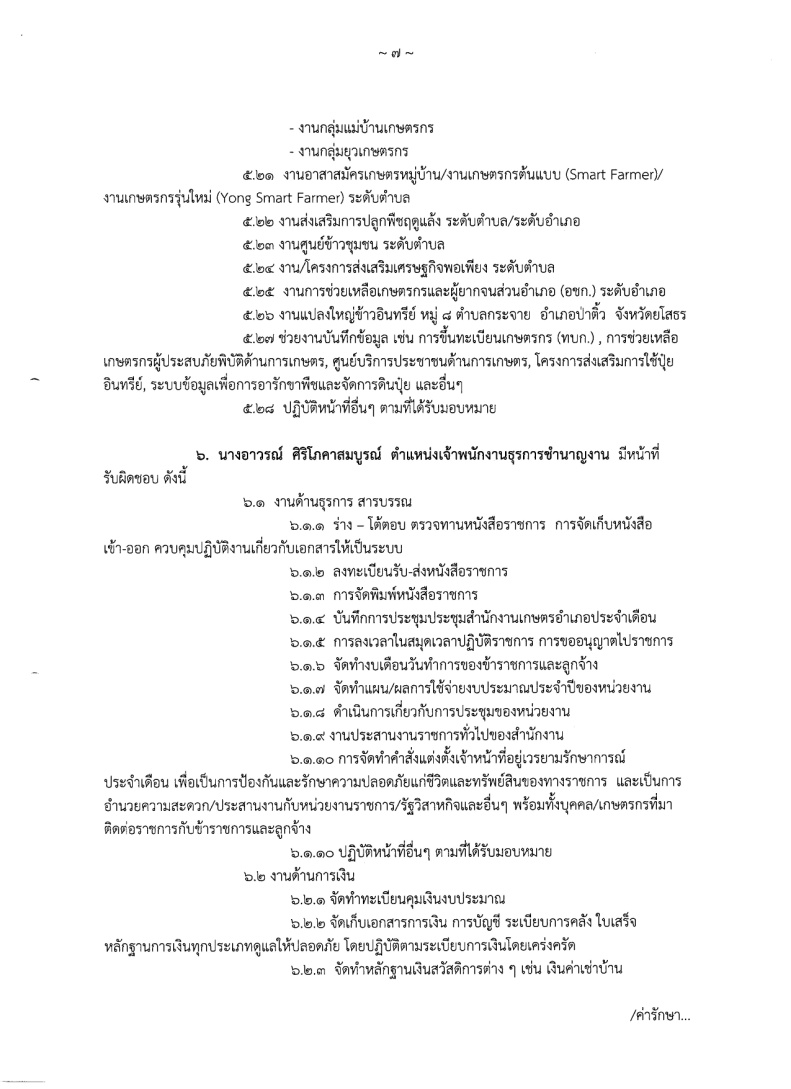 ~ ๗ ~
- งานกลุ่มแม่บ้านเกษตรกร
- งานกลุ่มยุวเกษตรกร
๕.๒๑ งานอาสาสมัครเกษตรหมู่บ้าน/งานเกษตรกรต้นแบบ (Smart Farmer)/
งานเกษตรกรรุ่นใหม่ (Yong Smart Farmer) ระดับตำบล
๕.๒๒ งานส่งเสริมการปลูกพืชฤดูแล้ง ระดับตำบล/ระดับอำเภอ
๕.๒๓ งานศูนย์ข้าวชุมชน ระดับตำบล
๕.๒๔ งาน/โครงการส่งเสริมเศรษฐกิจพอเพียง ระดับตำบล
๕.๒๕ งานการช่วยเหลือเกษตรกรและผู้ยากจนส่วนอำเภอ (อชก.) ระดับอำเภอ
๕.๒๖ งานแปลงใหญ่ข้าวอินทรีย์ หมู่ ๘ ตำบลกระจาย อำเภอป่าติ้ว จังหวัดยโสธร
๕.๒๗ ช่วยงานบันทึกข้อมูล เช่น การขึ้นทะเบียนเกษตรกร (ทบก.) , การช่วยเหลือ
เกษตรกรผู้ประสบภัยพิบัติด้านการเกษตร, ศูนย์บริการประชาชนด้านการเกษตร, โครงการส่งเสริมการใช้ปุ๋ย
อินทรีย์, ระบบข้อมูลเพื่อการอารักขาพืชและจัดการดินปุ๋ย และอื่นๆ
๕.๒๘ ปฏิบัติหน้าที่อื่นๆ ตามที่ได้รับมอบหมาย
๖. นางอาวรณ์ ศิริโภคาสมบูรณ์ ตำแหน่งเจ้าพนักงานธุรการชำนาญงาน มีหน้าที่
รับผิดชอบ ดังนี้
๖.๑ งานด้านธุรการ สารบรรณ
๖.๑.๑ ร่าง – โต้ตอบ ตรวจทานหนังสือราชการ การจัดเก็บหนังสือ
เข้า-ออก ควบคุมปฏิบัติงานเกี่ยวกับเอกสารให้เป็นระบบ
๖.๑.๒ ลงทะเบียนรับ-ส่งหนังสือราชการ
๖.๑.๓ การจัดพิมพ์หนังสือราชการ
๖.๑.๔ บันทึกการประชุมประชุมสำนักงานเกษตรอำเภอประจำเดือน
๖.๑.๕ การลงเวลาในสมุดเวลาปฏิบัติราชการ การขออนุญาตไปราชการ
๖.๑.๖ จัดทำงบเดือนวันทำการของข้าราชการและลูกจ้าง
๖.๑.๗ จัดทำแผน/ผลการใช้จ่ายงบประมาณประจำปีของหน่วยงาน
๖.๑.๘ ดำเนินการเกี่ยวกับการประชุมของหน่วยงาน
๖.๑.๙ งานประสานงานราชการทั่วไปของสำนักงาน
๖.๑.๑๐ การจัดทำคำสั่งแต่งตั้งเจ้าหน้าที่อยู่เวรยามรักษาการณ์
ประจำเดือน เพื่อเป็นการป้องกันและรักษาความปลอดภัยแก่ชีวิตและทรัพย์สินของทางราชการ และเป็นการ
อำนวยความสะดวก/ประสานงานกับหน่วยงานราชการ/รัฐวิสาหกิจและอื่นๆ พร้อมทั้งบุคคล/เกษตรกรที่มา
ติดต่อราชการกับข้าราชการและลูกจ้าง
๖.๑.๑๐ ปฏิบัติหน้าที่อื่นๆ ตามที่ได้รับมอบหมาย
๖.๒ งานด้านการเงิน
๖.๒.๑ จัดทำทะเบียนคุมเงินงบประมาณ
๖.๒.๒ จัดเก็บเอกสารการเงิน การบัญชี ระเบียบการคลัง ใบเสร็จ
หลักฐานการเงินทุกประเภทดูแลให้ปลอดภัย โดยปฏิบัติตามระเบียบการเงินโดยเคร่งครัด
๖.๒.๓ จัดทำหลักฐานเงินสวัสดิการต่าง ๆ เช่น เงินค่าเช่าบ้าน
/ค่ารักษา...